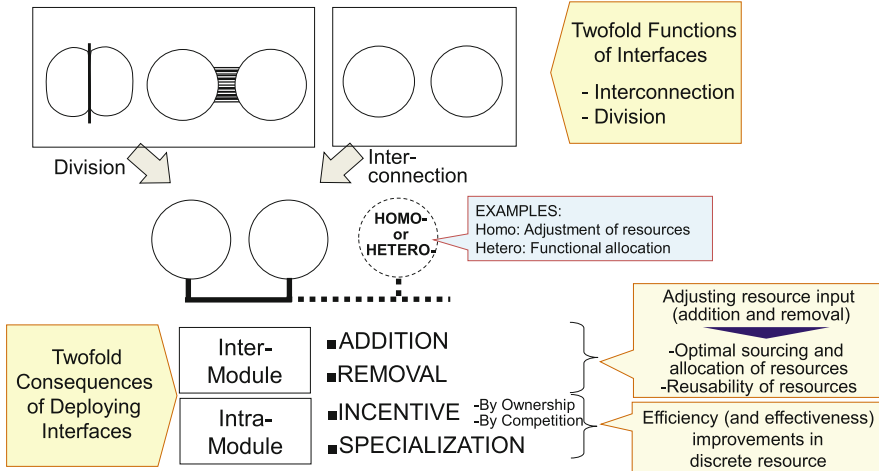 Twofold Functions
of Interfaces
- Interconnection
- Division
Division
Inter-
connection
HOMO-
or
HETERO-
EXAMPLES:
Homo: Adjustment of resources
Hetero: Functional allocation
Twofold
Consequences
of Deploying
Interfaces
Inter-
Module
Intra-
Module
■ADDITION
■REMOVAL
■INCENTIVE
-By Ownership
-By Competition
■SPECIALIZATION
Adjusting resource input
(addition and removal)
-Optimal sourcing and
allocation of resources
-Reusability of resources
Efficiency (and effectiveness)
improvements in
discrete resource